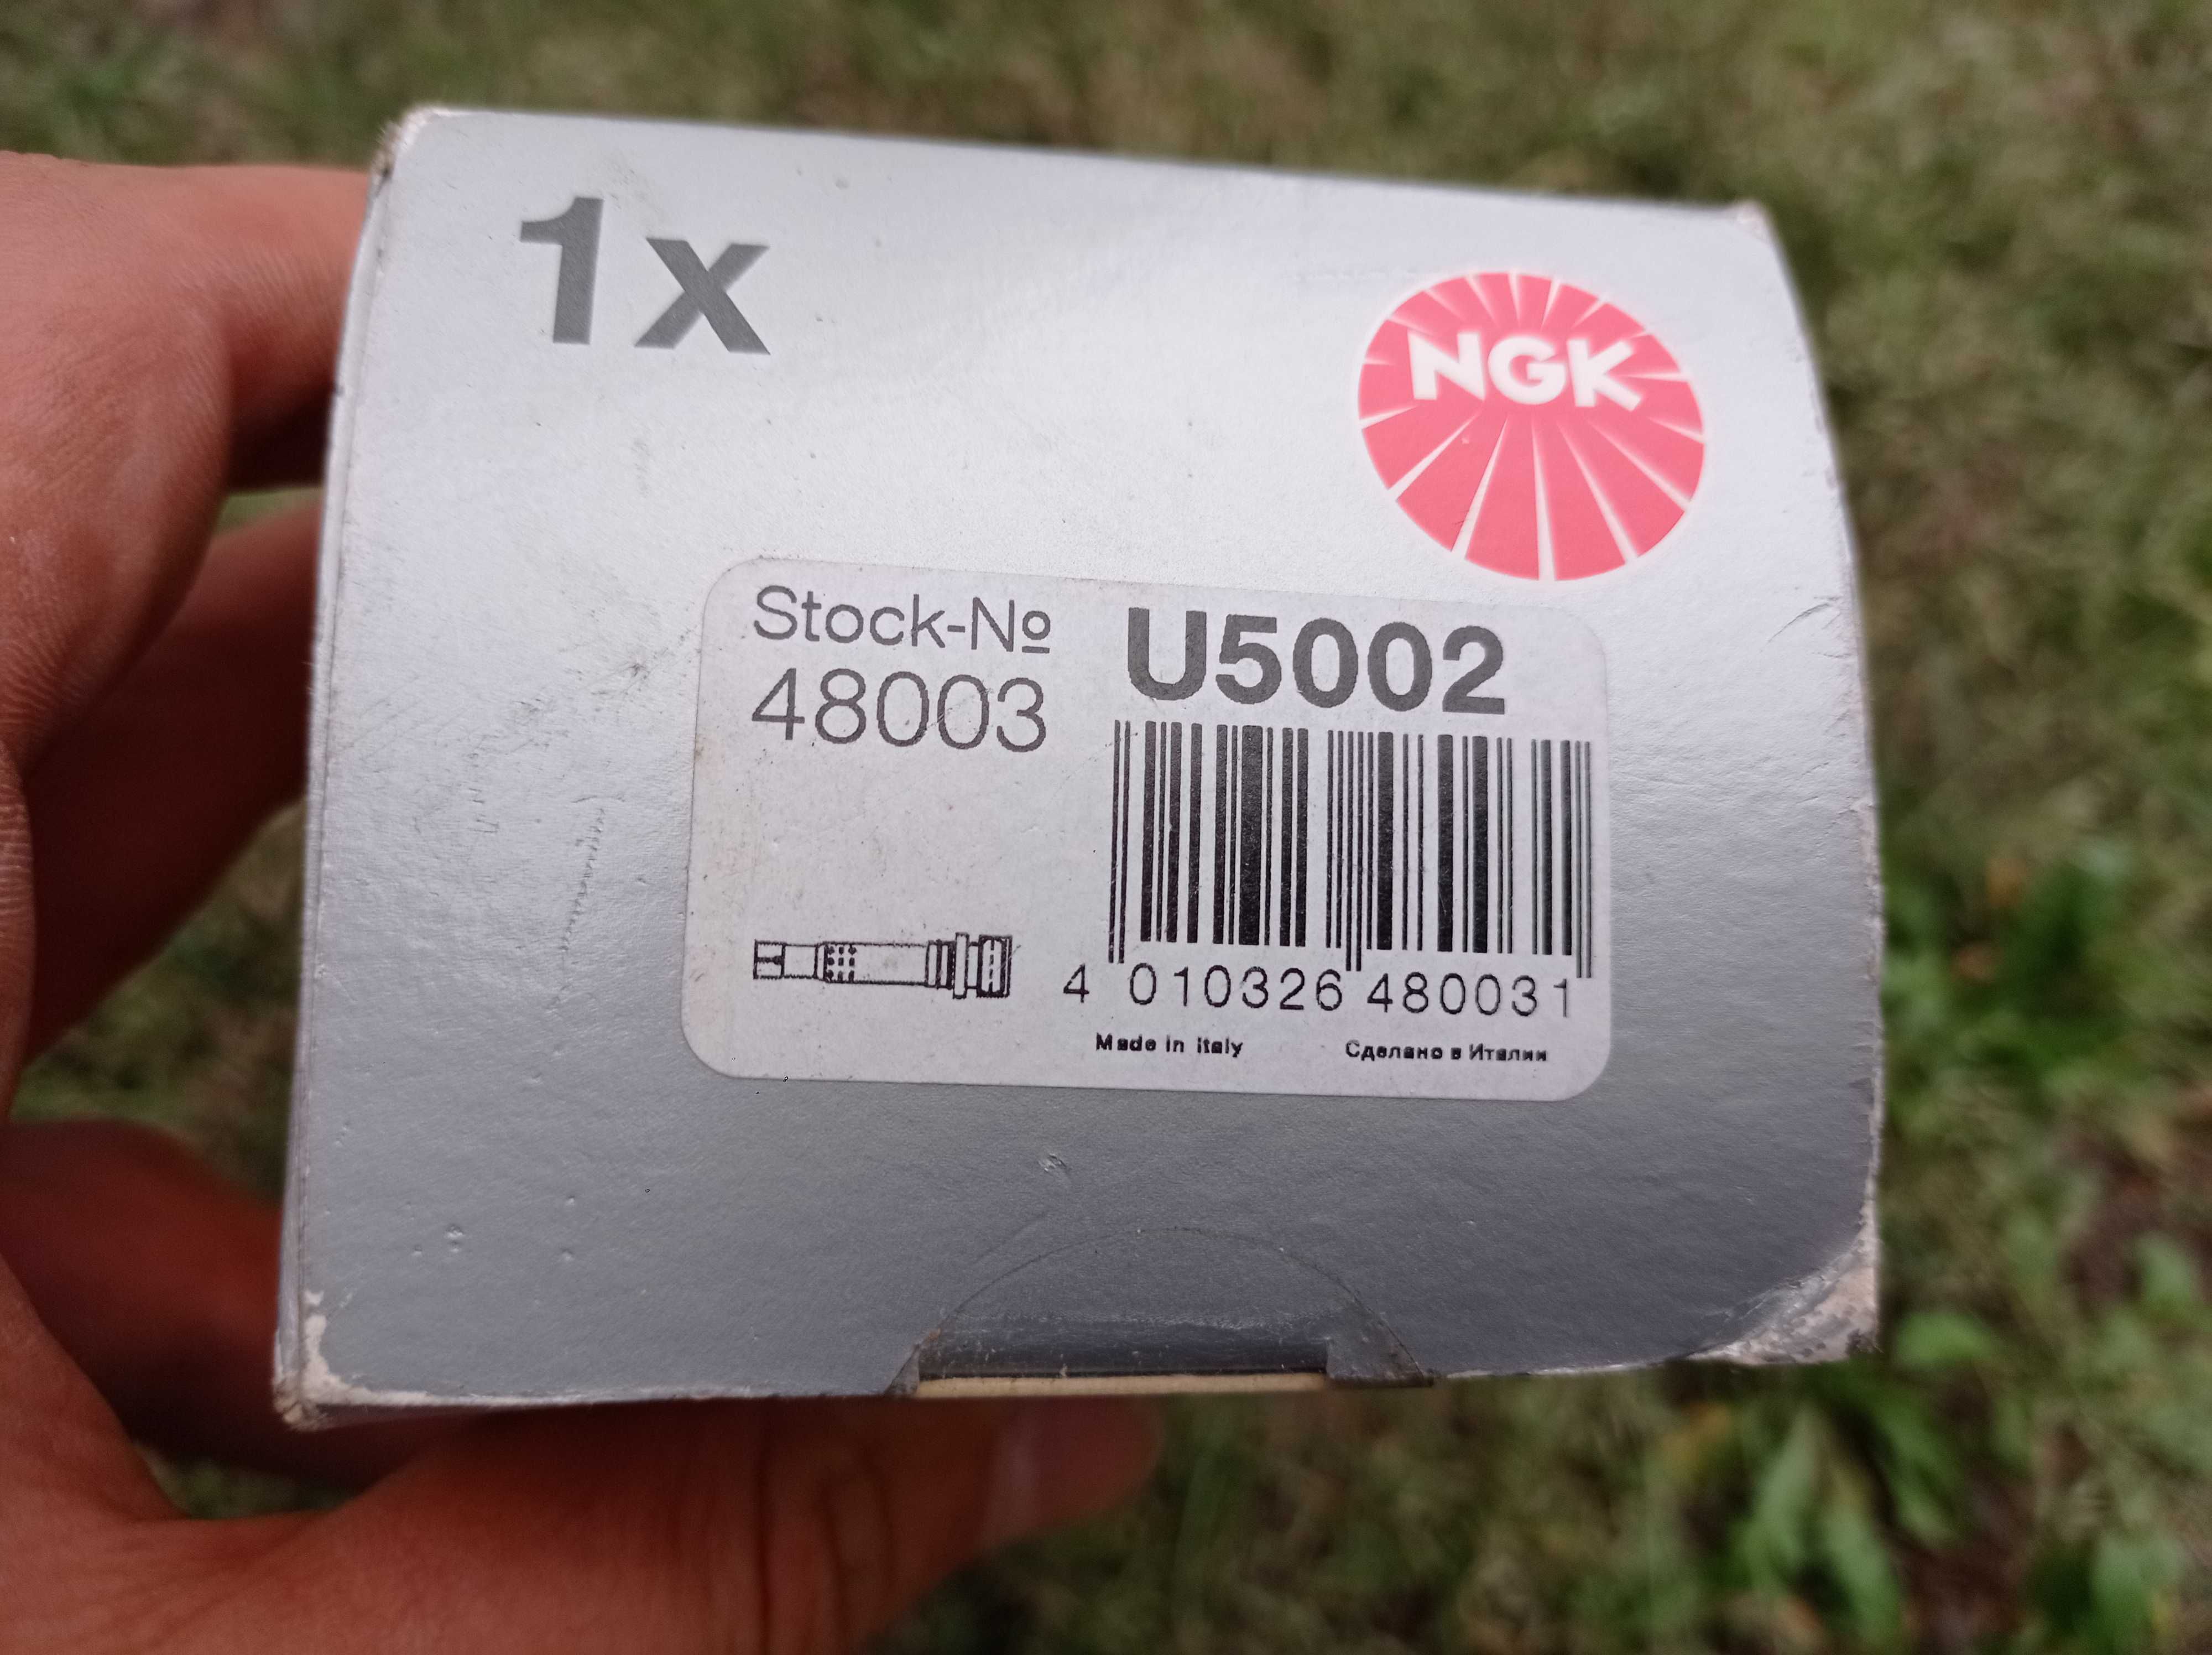 1x
NGK
Stock-№ U5002
48003
4 010326 480031
Made in Italy Сделано в Италии